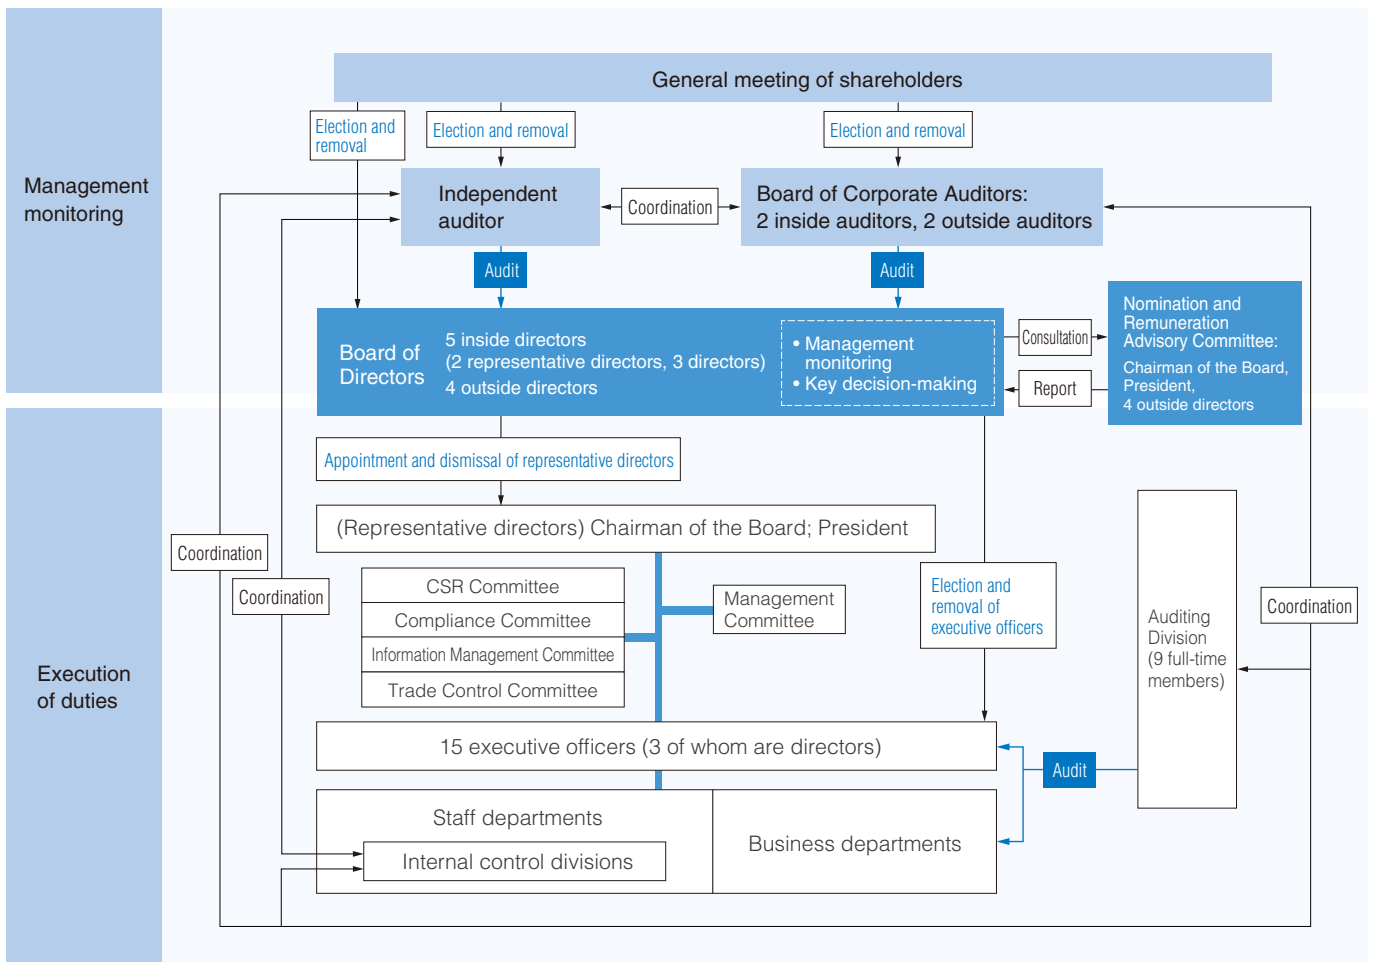 General meeting of shareholders
Election and
removal
Election and removal
Election and removal
Management
monitoring
Independent
auditor
Coordination
Board of Corporate Auditors:
2 inside auditors, 2 outside auditors
Audit
Audit
Board of
Directors
5 inside directors
(2 representative directors, 3 directors)
4 outside directors
• Management
monitoring
• Key decision-making
Consultation
Report
Nomination and
Remuneration
Advisory Committee:
Chairman of the Board,
President,
4 outside directors
Appointment and dismissal of representative directors
(Representative directors) Chairman of the Board; President
Coordination
Coordination
CSR Committee
Compliance Committee
Information Management Committee
Trade Control Committee
Management
Committee
Election and
removal of
executive officers
Auditing
Division
(9 full-time
members)
Coordination
Execution
of duties
15 executive officers (3 of whom are directors)
Audit
Staff departments
Internal control divisions
Business departments